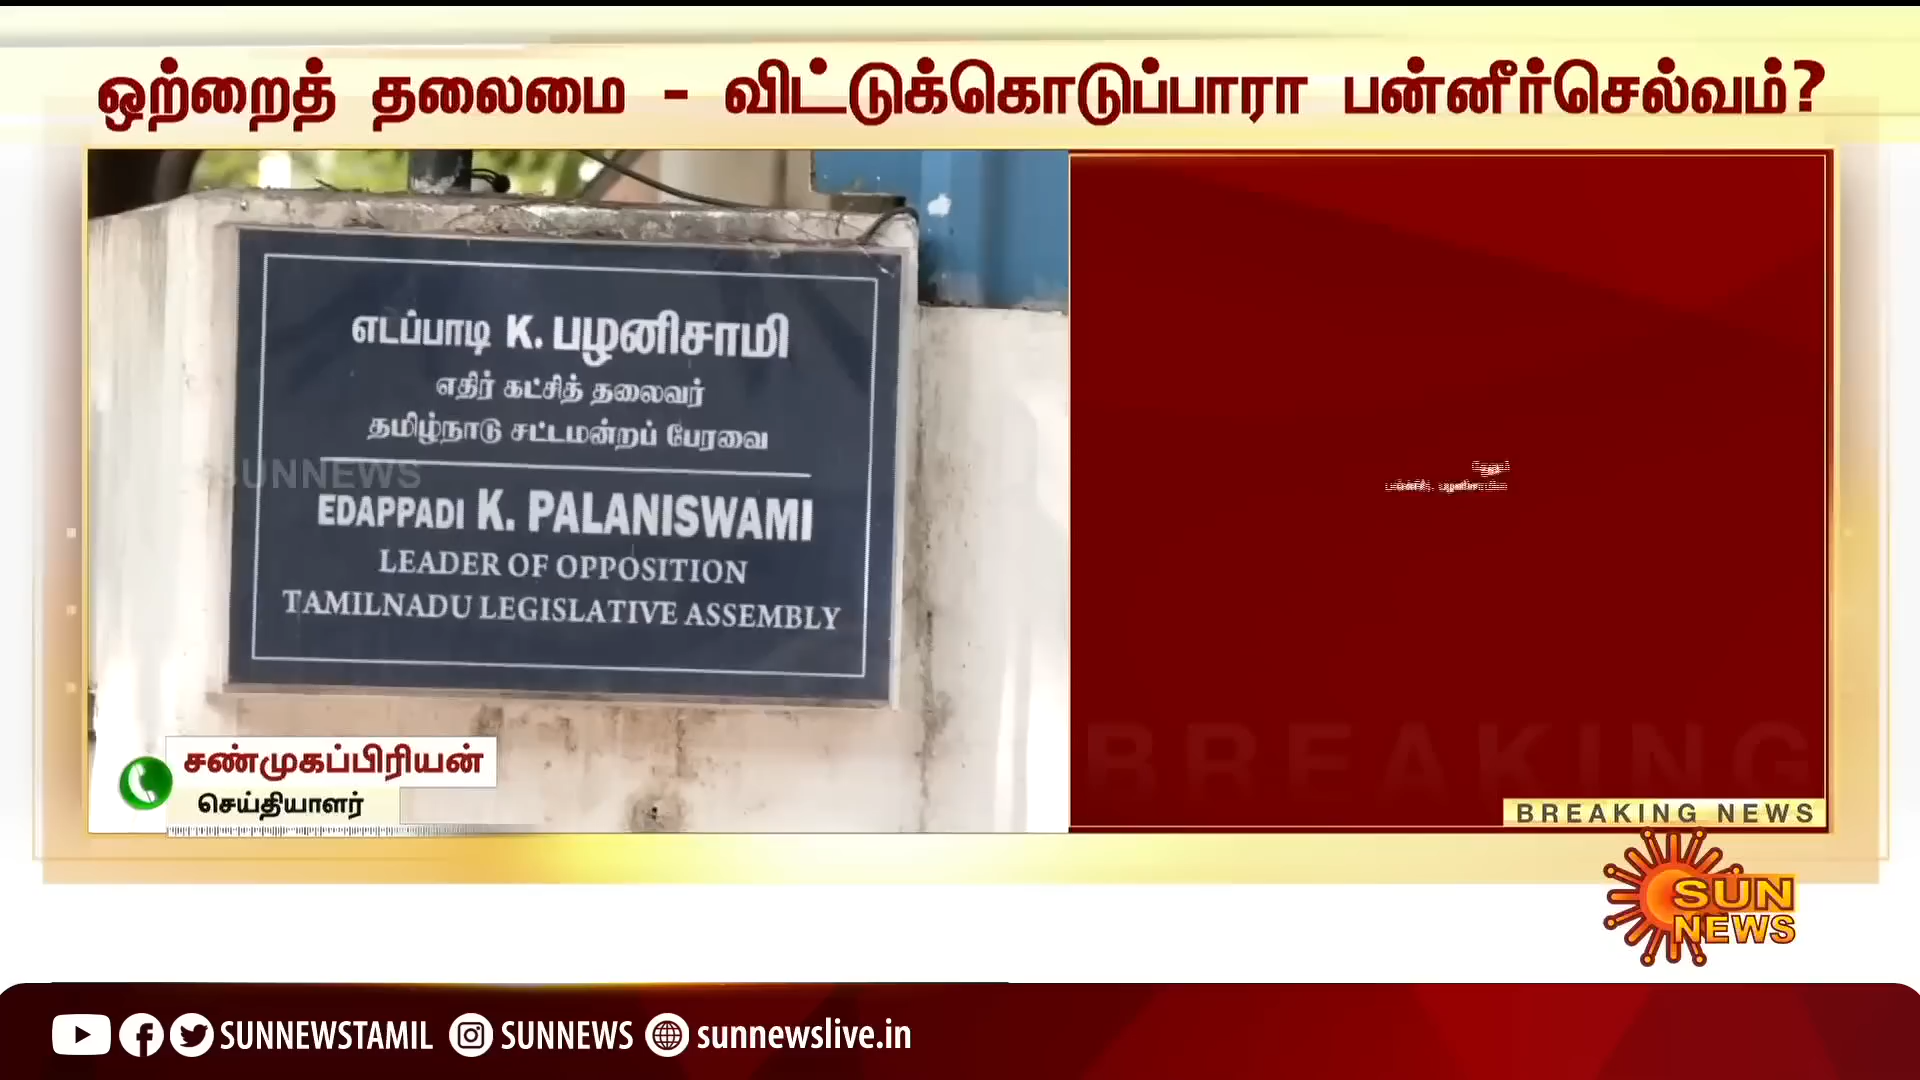 ஒற்றைத் தலைமை - விட்டுக்கொடுப்பாரா பன்னீர்செல்வம்?
எடப்பாடி K. பழனிசாமி
எதிர் கட்சித் தலைவர்
தமிழ்நாடு சட்டமன்றப் பேரவை
SUNNEWS
EDAPPADI K. PALANISWAMI
LEADER OF OPPOSITION
TAMILNADU LEGISLATIVE ASSEMBLY
சண்முகப்பிரியன்
செய்தியாளர்
BREAKING
BREAKING NEWS
SUN
NEWS
SUNNEWSTAMIL SUNNEWS sunnewslive.in